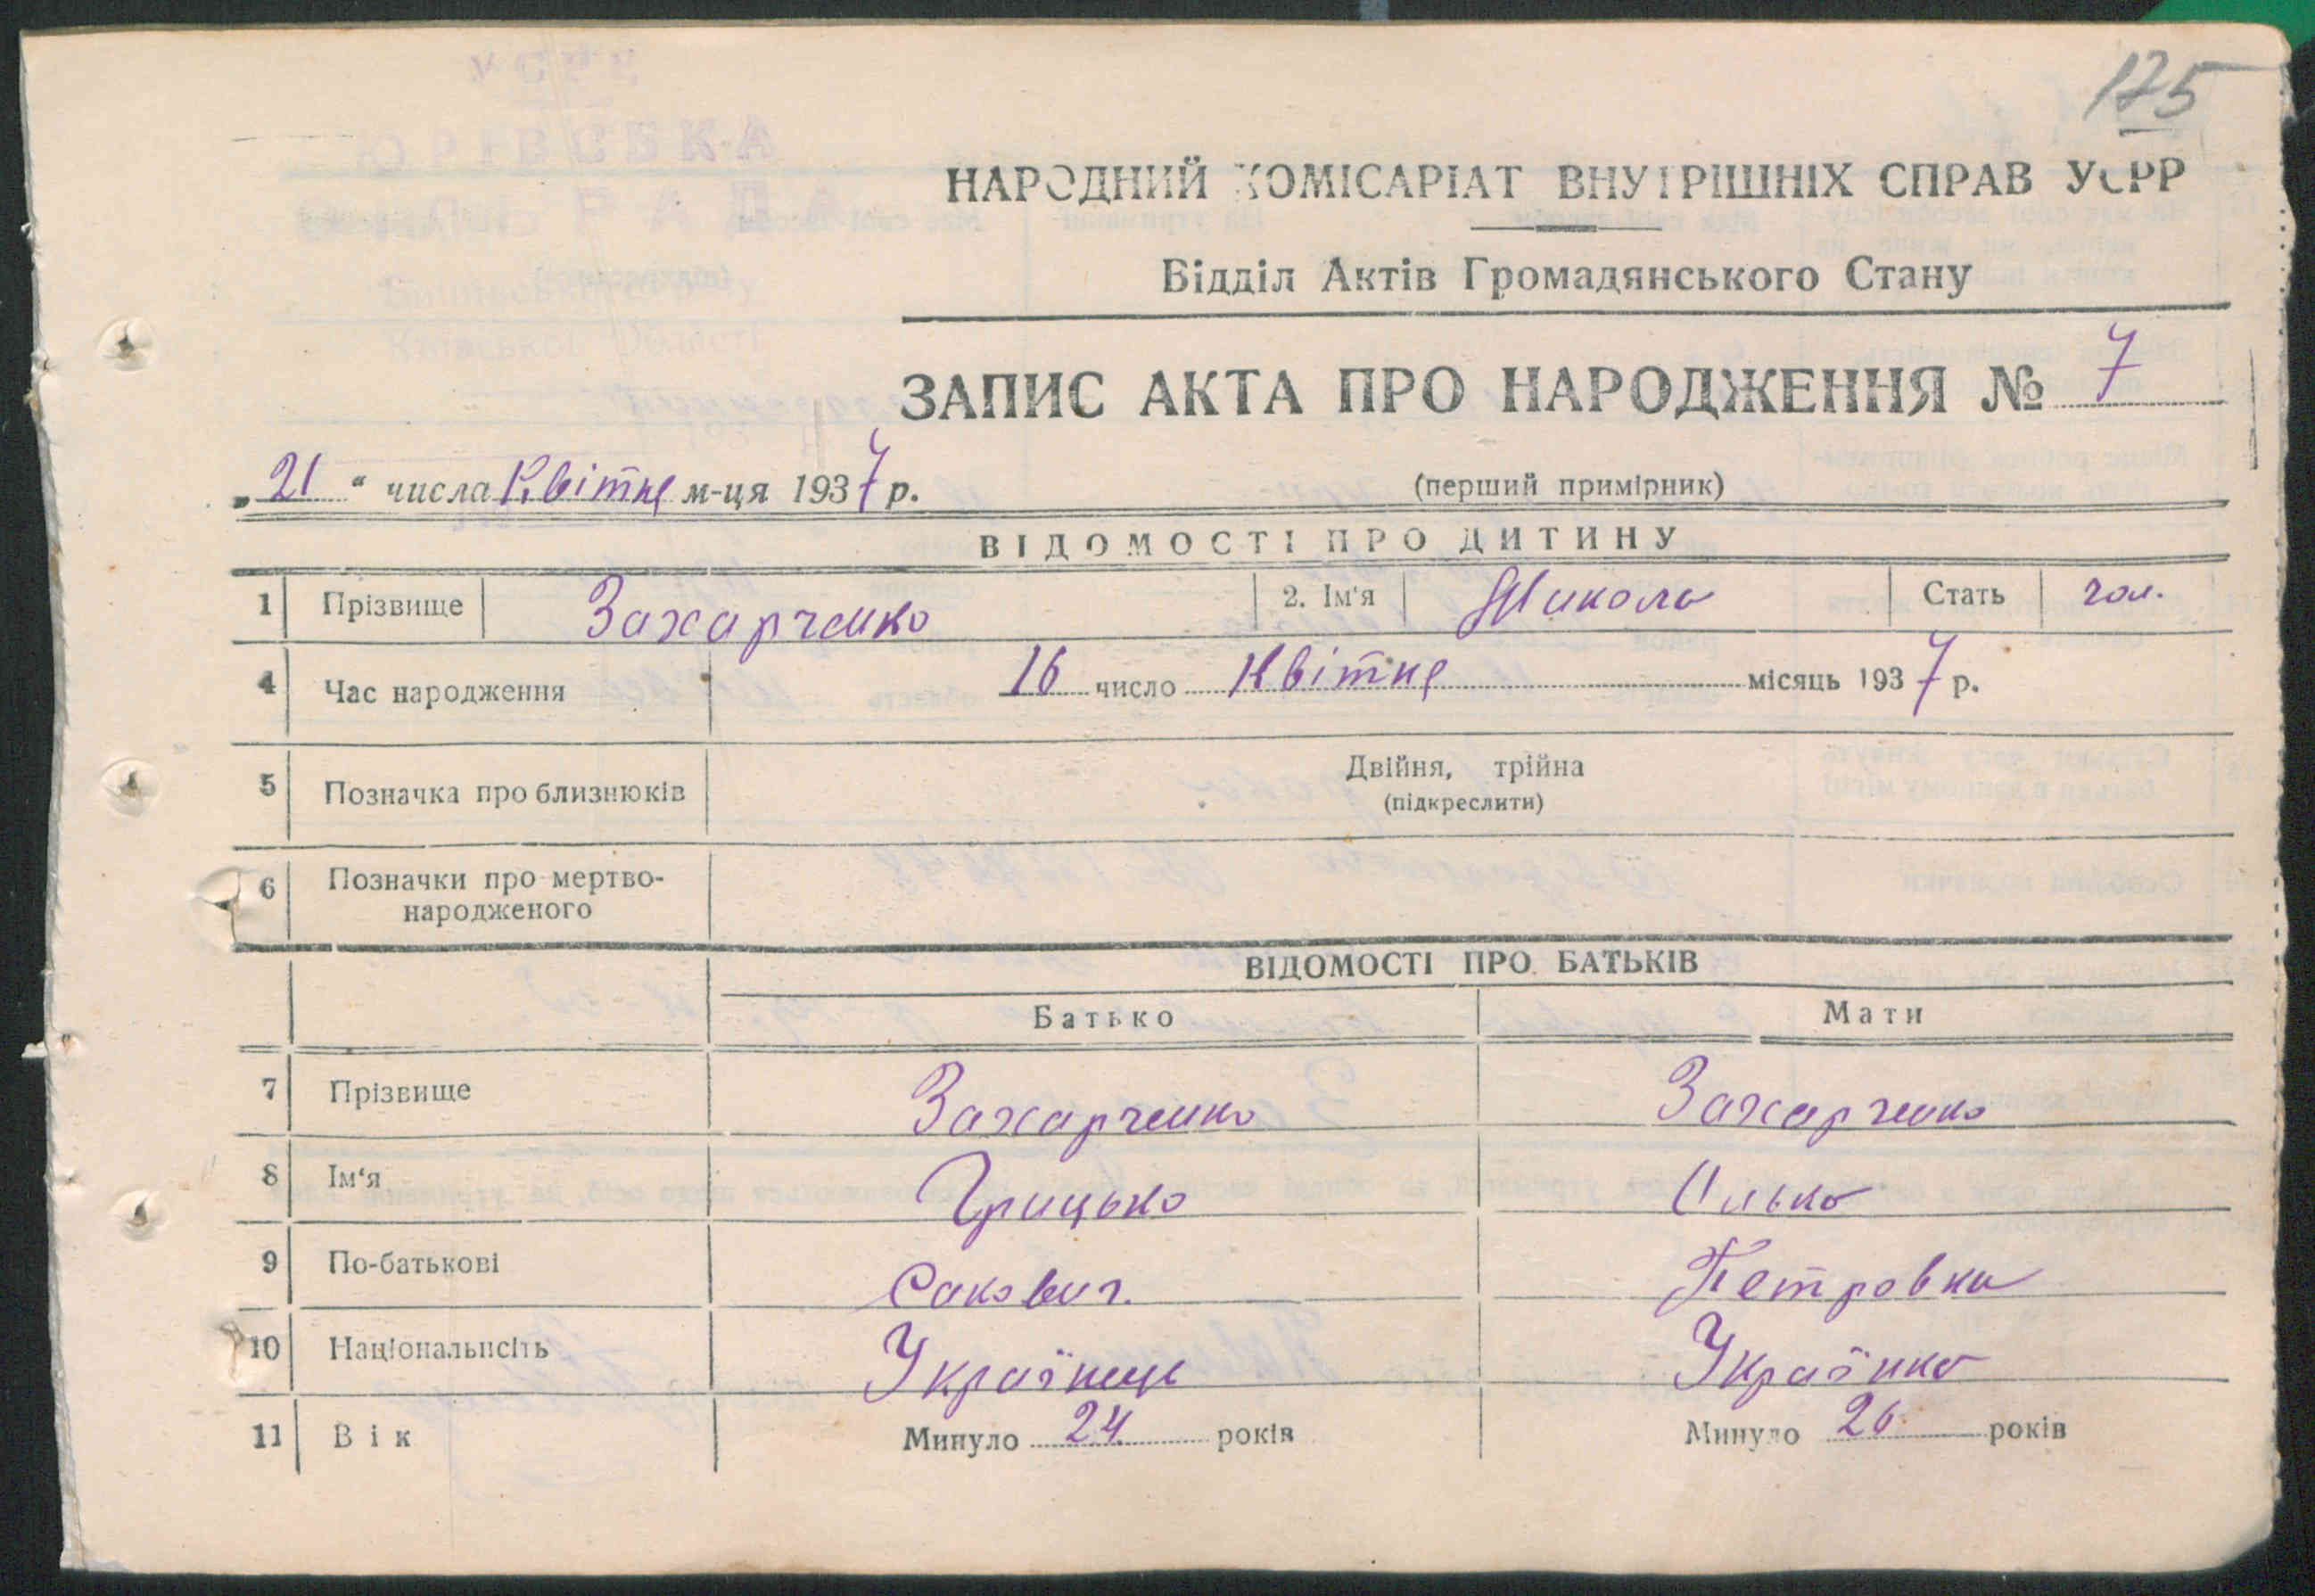 175
НАРОДНИЙ КОМІСАРІАТ ВНУТРІШНІХ СПРАВ УСРР
Відділ Актів Громадянського Стану
ЗАПИС АКТА ПРО НАРОДЖЕННЯ № 7
„21“ числа Квітня м-ця 1937 р. (перший примірник)
ВІДОМОСТІ ПРО ДИТИНУ
1 Прізвище Захарченко 2. Ім'я Микола Стать чол.
4 Час народження 16 число Квітня місяць 1937 р.
5 Позначка про близнюків Двійня, трійна
(підкреслити)
6 Позначки про мертво-
народженого
ВІДОМОСТІ ПРО БАТЬКІВ
Батько Мати
7 Прізвище Захарченко Захарченко
8 Ім'я Грицько Олька
9 По-батькові Сакович. Петровна
10 Національнсіть Українець Українка
11 Вік Минуло 24 років Минуло 26 років